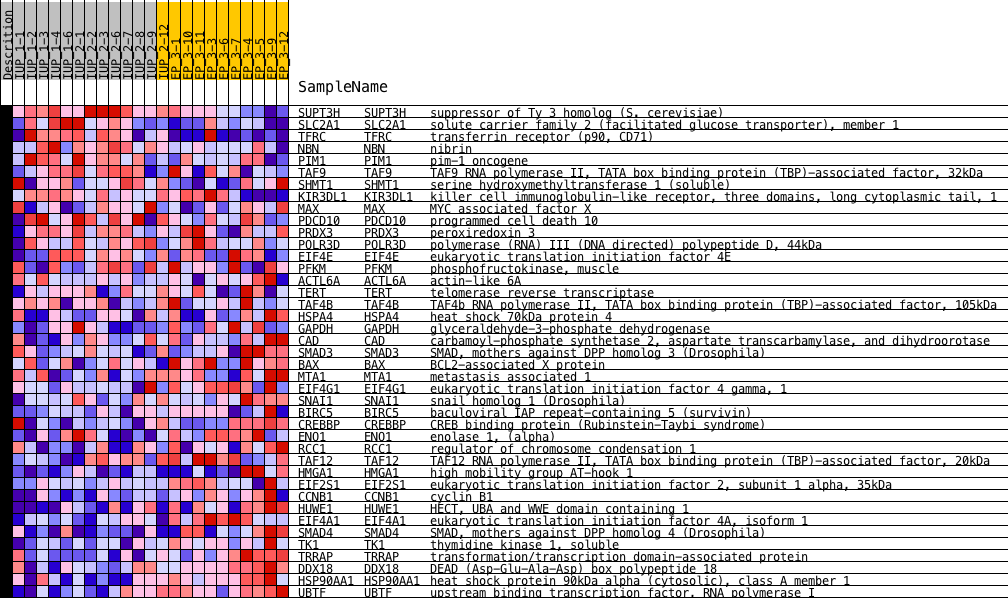 Descrition
IUP_1-1
IUP_1-2
IUP_1-3
IUP_1-6
IUP_2-1
IUP_2-2
IUP_2-3
IUP_2-6
IUP_2-7
IUP_2-8
IUP_2-9
IUP_2-12
EP_3-1
EP_3-10
EP_3-11
EP_3-3
EP_3-6
EP_3-7
EP_3-4
EP_3-5
EP_3-9
EP_3-12
SampleName
SUPT3H SUPT3H suppressor of Ty 3 homolog (S. cerevisiae)
SLC2A1 SLC2A1 solute carrier family 2 (facilitated glucose transporter), member 1
TFRC TFRC transferrin receptor (p90, CD71)
NBN NBN nibrin
PIM1 PIM1 pim-1 oncogene
TAF9 TAF9 TAF9 RNA polymerase II, TATA box binding protein (TBP)-associated factor, 32kDa
SHMT1 SHMT1 serine hydroxymethyltransferase 1 (soluble)
KIR3DL1 KIR3DL1 killer cell immunoglobulin-like receptor, three domains, long cytoplasmic tail, 1
MAX MAX MYC associated factor X
PDCD10 PDCD10 programmed cell death 10
PRDX3 PRDX3 peroxiredoxin 3
POLR3D POLR3D polymerase (RNA) III (DNA directed) polypeptide D, 44kDa
EIF4E EIF4E eukaryotic translation initiation factor 4E
PFKM PFKM phosphofructokinase, muscle
ACTL6A ACTL6A actin-like 6A
TERT TERT telomerase reverse transcriptase
TAF4B TAF4B TAF4b RNA polymerase II, TATA box binding protein (TBP)-associated factor, 105kDa
HSPA4 HSPA4 heat shock 70kDa protein 4
GAPDH GAPDH glyceraldehyde-3-phosphate dehydrogenase
CAD CAD carbamoyl-phosphate synthetase 2, aspartate transcarbamylase, and dihydroorotase
SMAD3 SMAD3 SMAD, mothers against DPP homolog 3 (Drosophila)
BAX BAX BCL2-associated X protein
MTA1 MTA1 metastasis associated 1
EIF4G1 EIF4G1 eukaryotic translation initiation factor 4 gamma, 1
SNAI1 SNAI1 snail homolog 1 (Drosophila)
BIRC5 BIRC5 baculoviral IAP repeat-containing 5 (survivin)
CREBBP CREBBP CREB binding protein (Rubinstein-Taybi syndrome)
ENO1 ENO1 enolase 1, (alpha)
RCC1 RCC1 regulator of chromosome condensation 1
TAF12 TAF12 TAF12 RNA polymerase II, TATA box binding protein (TBP)-associated factor, 20kDa
HMGA1 HMGA1 high mobility group AT-hook 1
EIF2S1 EIF2S1 eukaryotic translation initiation factor 2, subunit 1 alpha, 35kDa
CCNB1 CCNB1 cyclin B1
HUWE1 HUWE1 HECT, UBA and WWE domain containing 1
EIF4A1 EIF4A1 eukaryotic translation initiation factor 4A, isoform 1
SMAD4 SMAD4 SMAD, mothers against DPP homolog 4 (Drosophila)
TK1 TK1 thymidine kinase 1, soluble
TRRAP TRRAP transformation/transcription domain-associated protein
DDX18 DDX18 DEAD (Asp-Glu-Ala-Asp) box polypeptide 18
HSP90AA1 HSP90AA1 heat shock protein 90kDa alpha (cytosolic), class A member 1
UBTF UBTF upstream binding transcription factor, RNA polymerase I